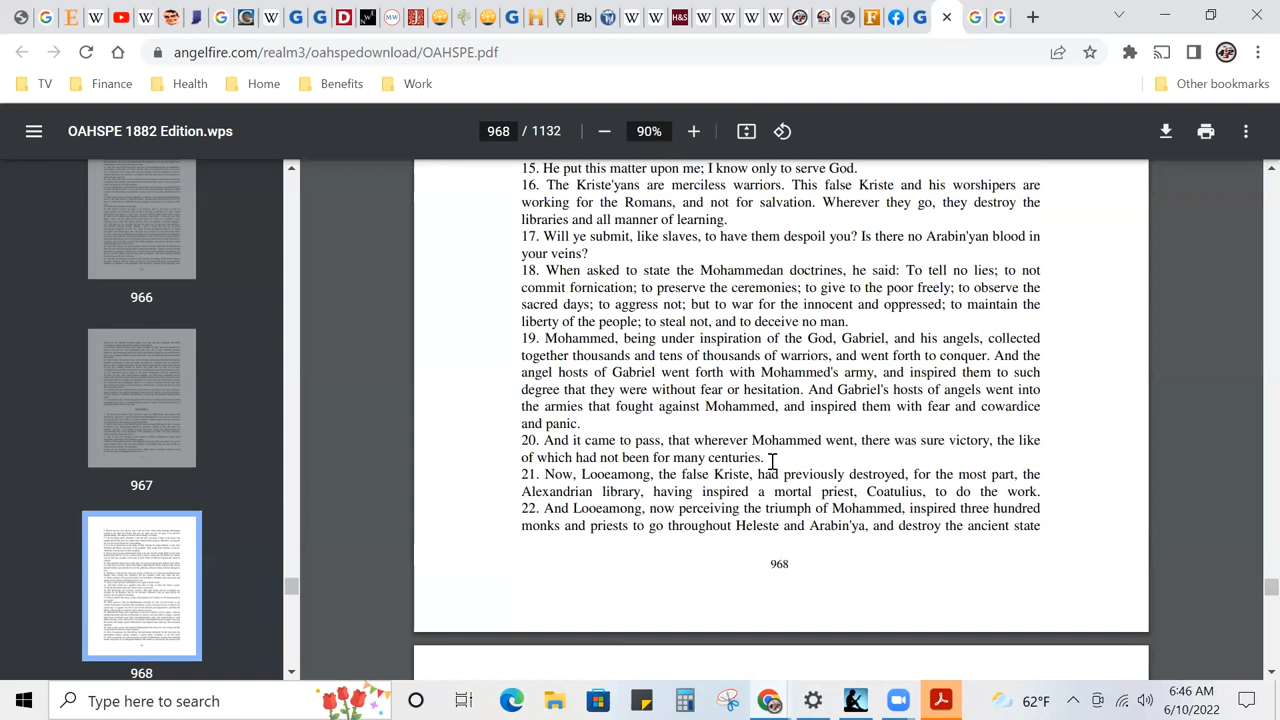 angelfire.com/realm3/oahspedownload/OAHSPE.pdf
TV Finance Health Home Benefits Work Other bookmarks
OAHSPE 1882 Edition.wps 968 / 1132 90%
15. He put this matter upon me; I know only to serve God.
16. The Kriste'yans are merciless warriors. This false Kriste and his worshipers are
working for the Romans, and not for salvation. Wherever they go, they destroy the
libraries and all manner of learning.
17. Will ye submit, like slaves, to have them despoil you? Is there no Arabin'yan blood in
your veins?
18. When asked to state the Mohammedan doctrines, he said: To tell no lies; to not
commit fornication; to preserve the ceremonies; to give to the poor freely; to observe the
sacred days; to aggress not; but to war for the innocent and oppressed; to maintain the
liberty of the people; to steal not, and to deceive no man.
19. Mohammed, being under inspiration of the God, Gabriel, and his angels, collected
together thousands and tens of thousands of warriors, and went forth to conquer. And the
angel hosts of Gabriel went forth with Mohammed's army, and inspired them to such
degree that they were without fear or hesitation. And Gabriel's hosts of angels went into
the armies that fought against Mohammed, and inspired them with fear and cowardice
and panic.
20. And it came to pass, that wherever Mohammed went, there was sure victory, the like
of which had not been for many centuries.
21. Now, Looeamong, the false Kriste, had previously destroyed, for the most part, the
Alexandrian library, having inspired a mortal priest, Coatulius, to do the work.
22. And Looeamong, now perceiving the triumph of Mohammed, inspired three hundred
monks and priests to go throughout Heleste and Arabin'ya, and destroy the ancient state
968
966
967
968
Type here to search
62°F
6:46 AM
6/10/2022